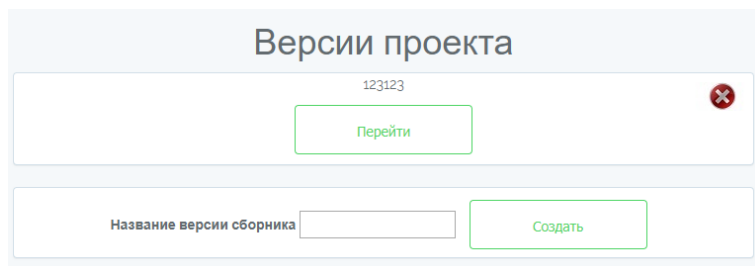 Версии проекта
123123
Перейти
Название версии сборника
Создать